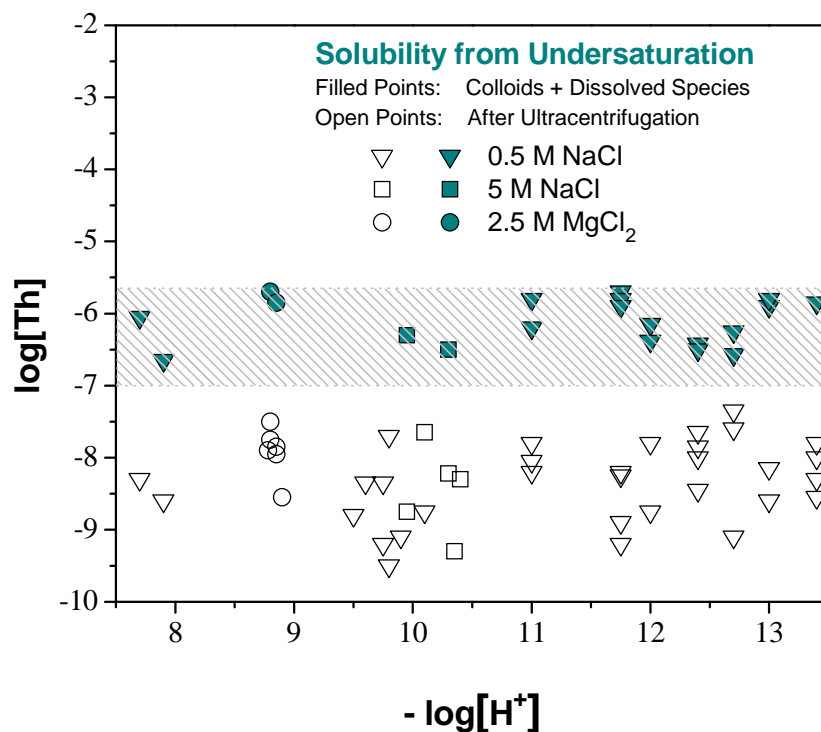 Solubility from Undersaturation
Filled Points: Colloids + Dissolved Species
Open Points: After Ultracentrifugation
0.5 M NaCl
5 M NaCl
2.5 M MgCl₂
log[Th]
-2
-3
-4
-5
-6
-7
-8
-9
-10
8 9 10 11 12 13
- log[H⁺]